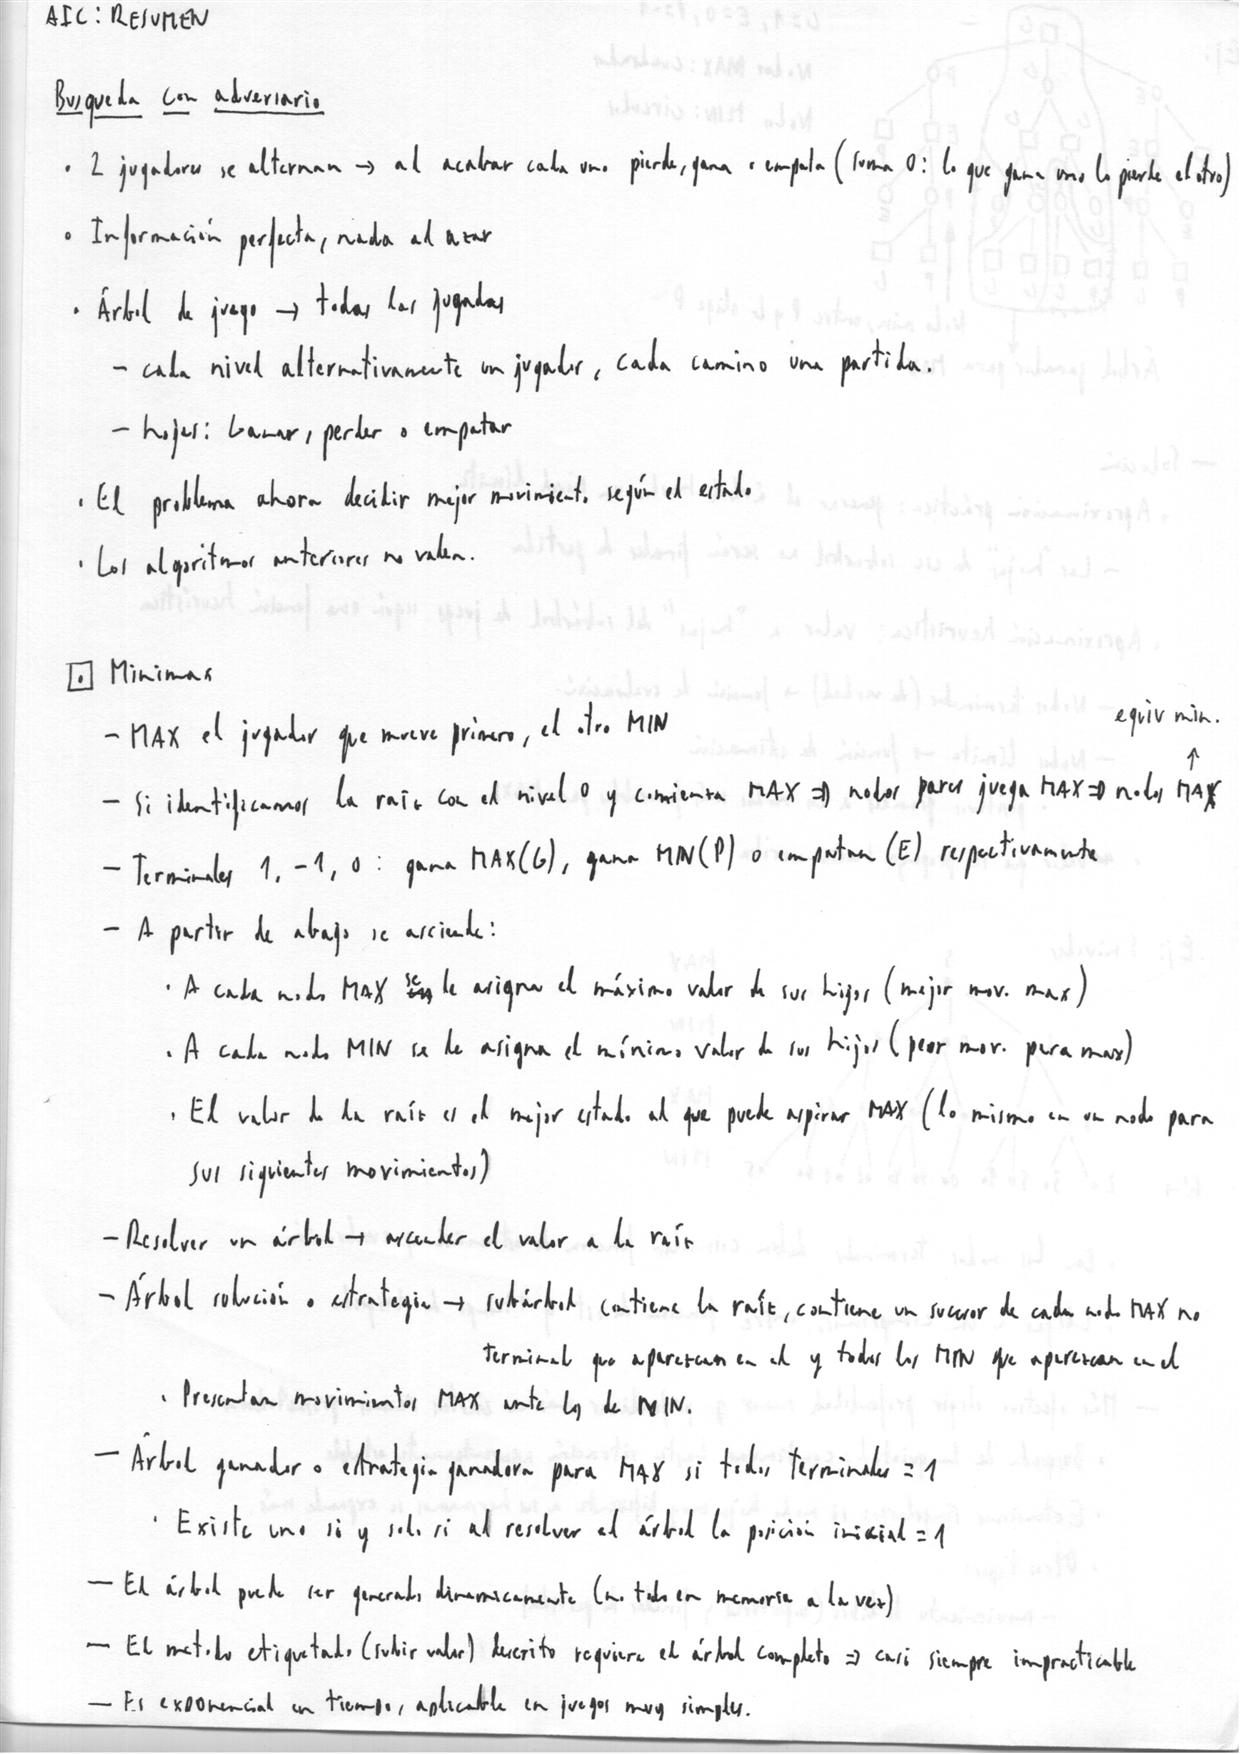 AIC: RESUMEN
Busqueda con adversario
· 2 jugadores se alternan → al acabar cada uno pierde, gana o empata (suma 0: lo que gana uno lo pierde el otro)
· Información perfecta, nada al azar
· Árbol de juego → todas las jugadas
- cada nivel alternativamente un jugador, cada camino una partida.
- hojas: Ganar, perder o empatar
· El problema ahora decidir mejor movimiento según el estado
· Los algoritmos anteriores no valen.
⊡ Minimax
- MAX el jugador que mueve primero, el otro MIN
equiv min.
↑
- Si identificamos la raíz con el nivel 0 y comienza MAX ⇒ nodos pares juega MAX ⇒ nodos MAX
- Terminales 1, -1, 0: gana MAX(G), gana MIN(P) o empatan (E) respectivamente
- A partir de abajo se asciende:
· A cada nodo MAX se le asigna el máximo valor de sus hijos (mejor mov. max)
· A cada nodo MIN se le asigna el mínimo valor de sus hijos (peor mov. para max)
· El valor de la raíz es el mejor estado al que puede aspirar MAX (lo mismo en un nodo para
sus siguientes movimientos)
- Resolver un árbol → ascender el valor a la raíz
- Árbol solución o estrategia → subárbol contiene la raíz, contiene un sucesor de cada nodo MAX no
terminal que aparezcan en el y todos los MIN que aparezcan en el
· Presentan movimientos MAX ante los de MIN.
- Árbol ganador o estrategia ganadora para MAX si todos terminales = 1
· Existe uno si y solo si al resolver el árbol la posición inicial = 1
- El árbol puede ser generado dinamicamente (no todo en memoria a la vez)
- El metodo etiquetado (subir valor) descrito requiere el árbol completo ⇒ casi siempre impracticable
- Es exponencial en tiempo, aplicable en juegos muy simples.